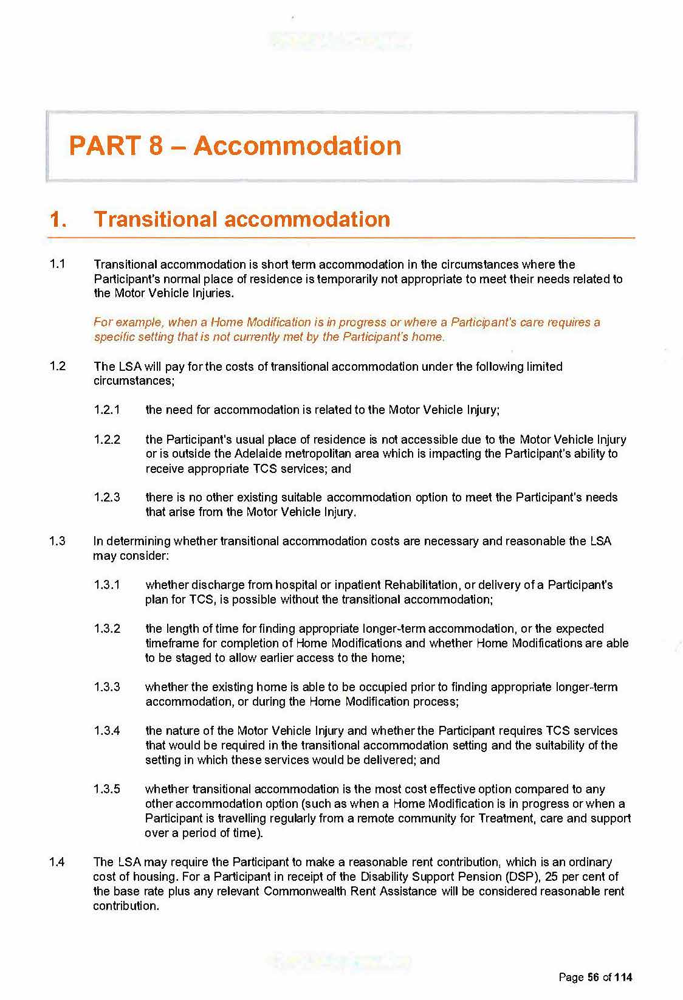 PART 8 – Accommodation
1. Transitional accommodation
1.1 Transitional accommodation is short term accommodation in the circumstances where the
Participant's normal place of residence is temporarily not appropriate to meet their needs related to
the Motor Vehicle Injuries.
For example, when a Home Modification is in progress or where a Participant's care requires a
specific setting that is not currently met by the Participant's home.
1.2 The LSA will pay for the costs of transitional accommodation under the following limited
circumstances;
1.2.1 the need for accommodation is related to the Motor Vehicle Injury;
1.2.2 the Participant's usual place of residence is not accessible due to the Motor Vehicle Injury
or is outside the Adelaide metropolitan area which is impacting the Participant's ability to
receive appropriate TCS services; and
1.2.3 there is no other existing suitable accommodation option to meet the Participant's needs
that arise from the Motor Vehicle Injury.
1.3 In determining whether transitional accommodation costs are necessary and reasonable the LSA
may consider:
1.3.1 whether discharge from hospital or inpatient Rehabilitation, or delivery of a Participant's
plan for TCS, is possible without the transitional accommodation;
1.3.2 the length of time for finding appropriate longer-term accommodation, or the expected
timeframe for completion of Home Modifications and whether Home Modifications are able
to be staged to allow earlier access to the home;
1.3.3 whether the existing home is able to be occupied prior to finding appropriate longer-term
accommodation, or during the Home Modification process;
1.3.4 the nature of the Motor Vehicle Injury and whether the Participant requires TCS services
that would be required in the transitional accommodation setting and the suitability of the
setting in which these services would be delivered; and
1.3.5 whether transitional accommodation is the most cost effective option compared to any
other accommodation option (such as when a Home Modification is in progress or when a
Participant is travelling regularly from a remote community for Treatment, care and support
over a period of time).
1.4 The LSA may require the Participant to make a reasonable rent contribution, which is an ordinary
cost of housing. For a Participant in receipt of the Disability Support Pension (DSP), 25 per cent of
the base rate plus any relevant Commonwealth Rent Assistance will be considered reasonable rent
contribution.
Page 56 of 114